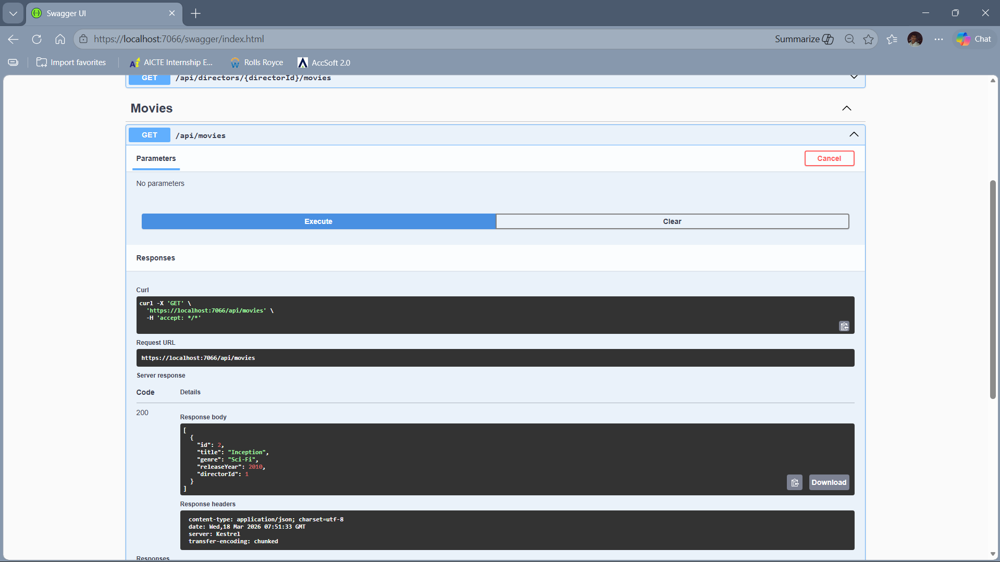 Swagger UI
https://localhost:7066/swagger/index.html
Summarize
Chat
Import favorites
AICTE Internship E...
Rolls Royce
AccSoft 2.0
GET /api/directors/{directorId}/movies
Movies
GET /api/movies
Parameters
Cancel
No parameters
Execute
Clear
Responses
Curl
curl -X 'GET' \
'https://localhost:7066/api/movies' \
-H 'accept: */*'
Request URL
https://localhost:7066/api/movies
Server response
Code Details
200
Response body
[
{
"id": 2,
"title": "Inception",
"genre": "Sci-Fi",
"releaseYear": 2010,
"directorId": 1
}
]
Download
Response headers
content-type: application/json; charset=utf-8
date: Wed,18 Mar 2026 07:51:33 GMT
server: Kestrel
transfer-encoding: chunked
Responses